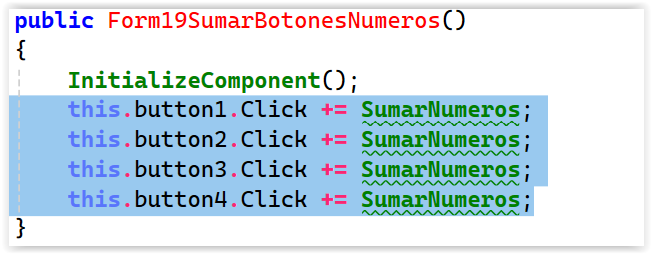 public Form19SumarBotonesNumeros()
{
InitializeComponent();
this.button1.Click += SumarNumeros;
this.button2.Click += SumarNumeros;
this.button3.Click += SumarNumeros;
this.button4.Click += SumarNumeros;
}